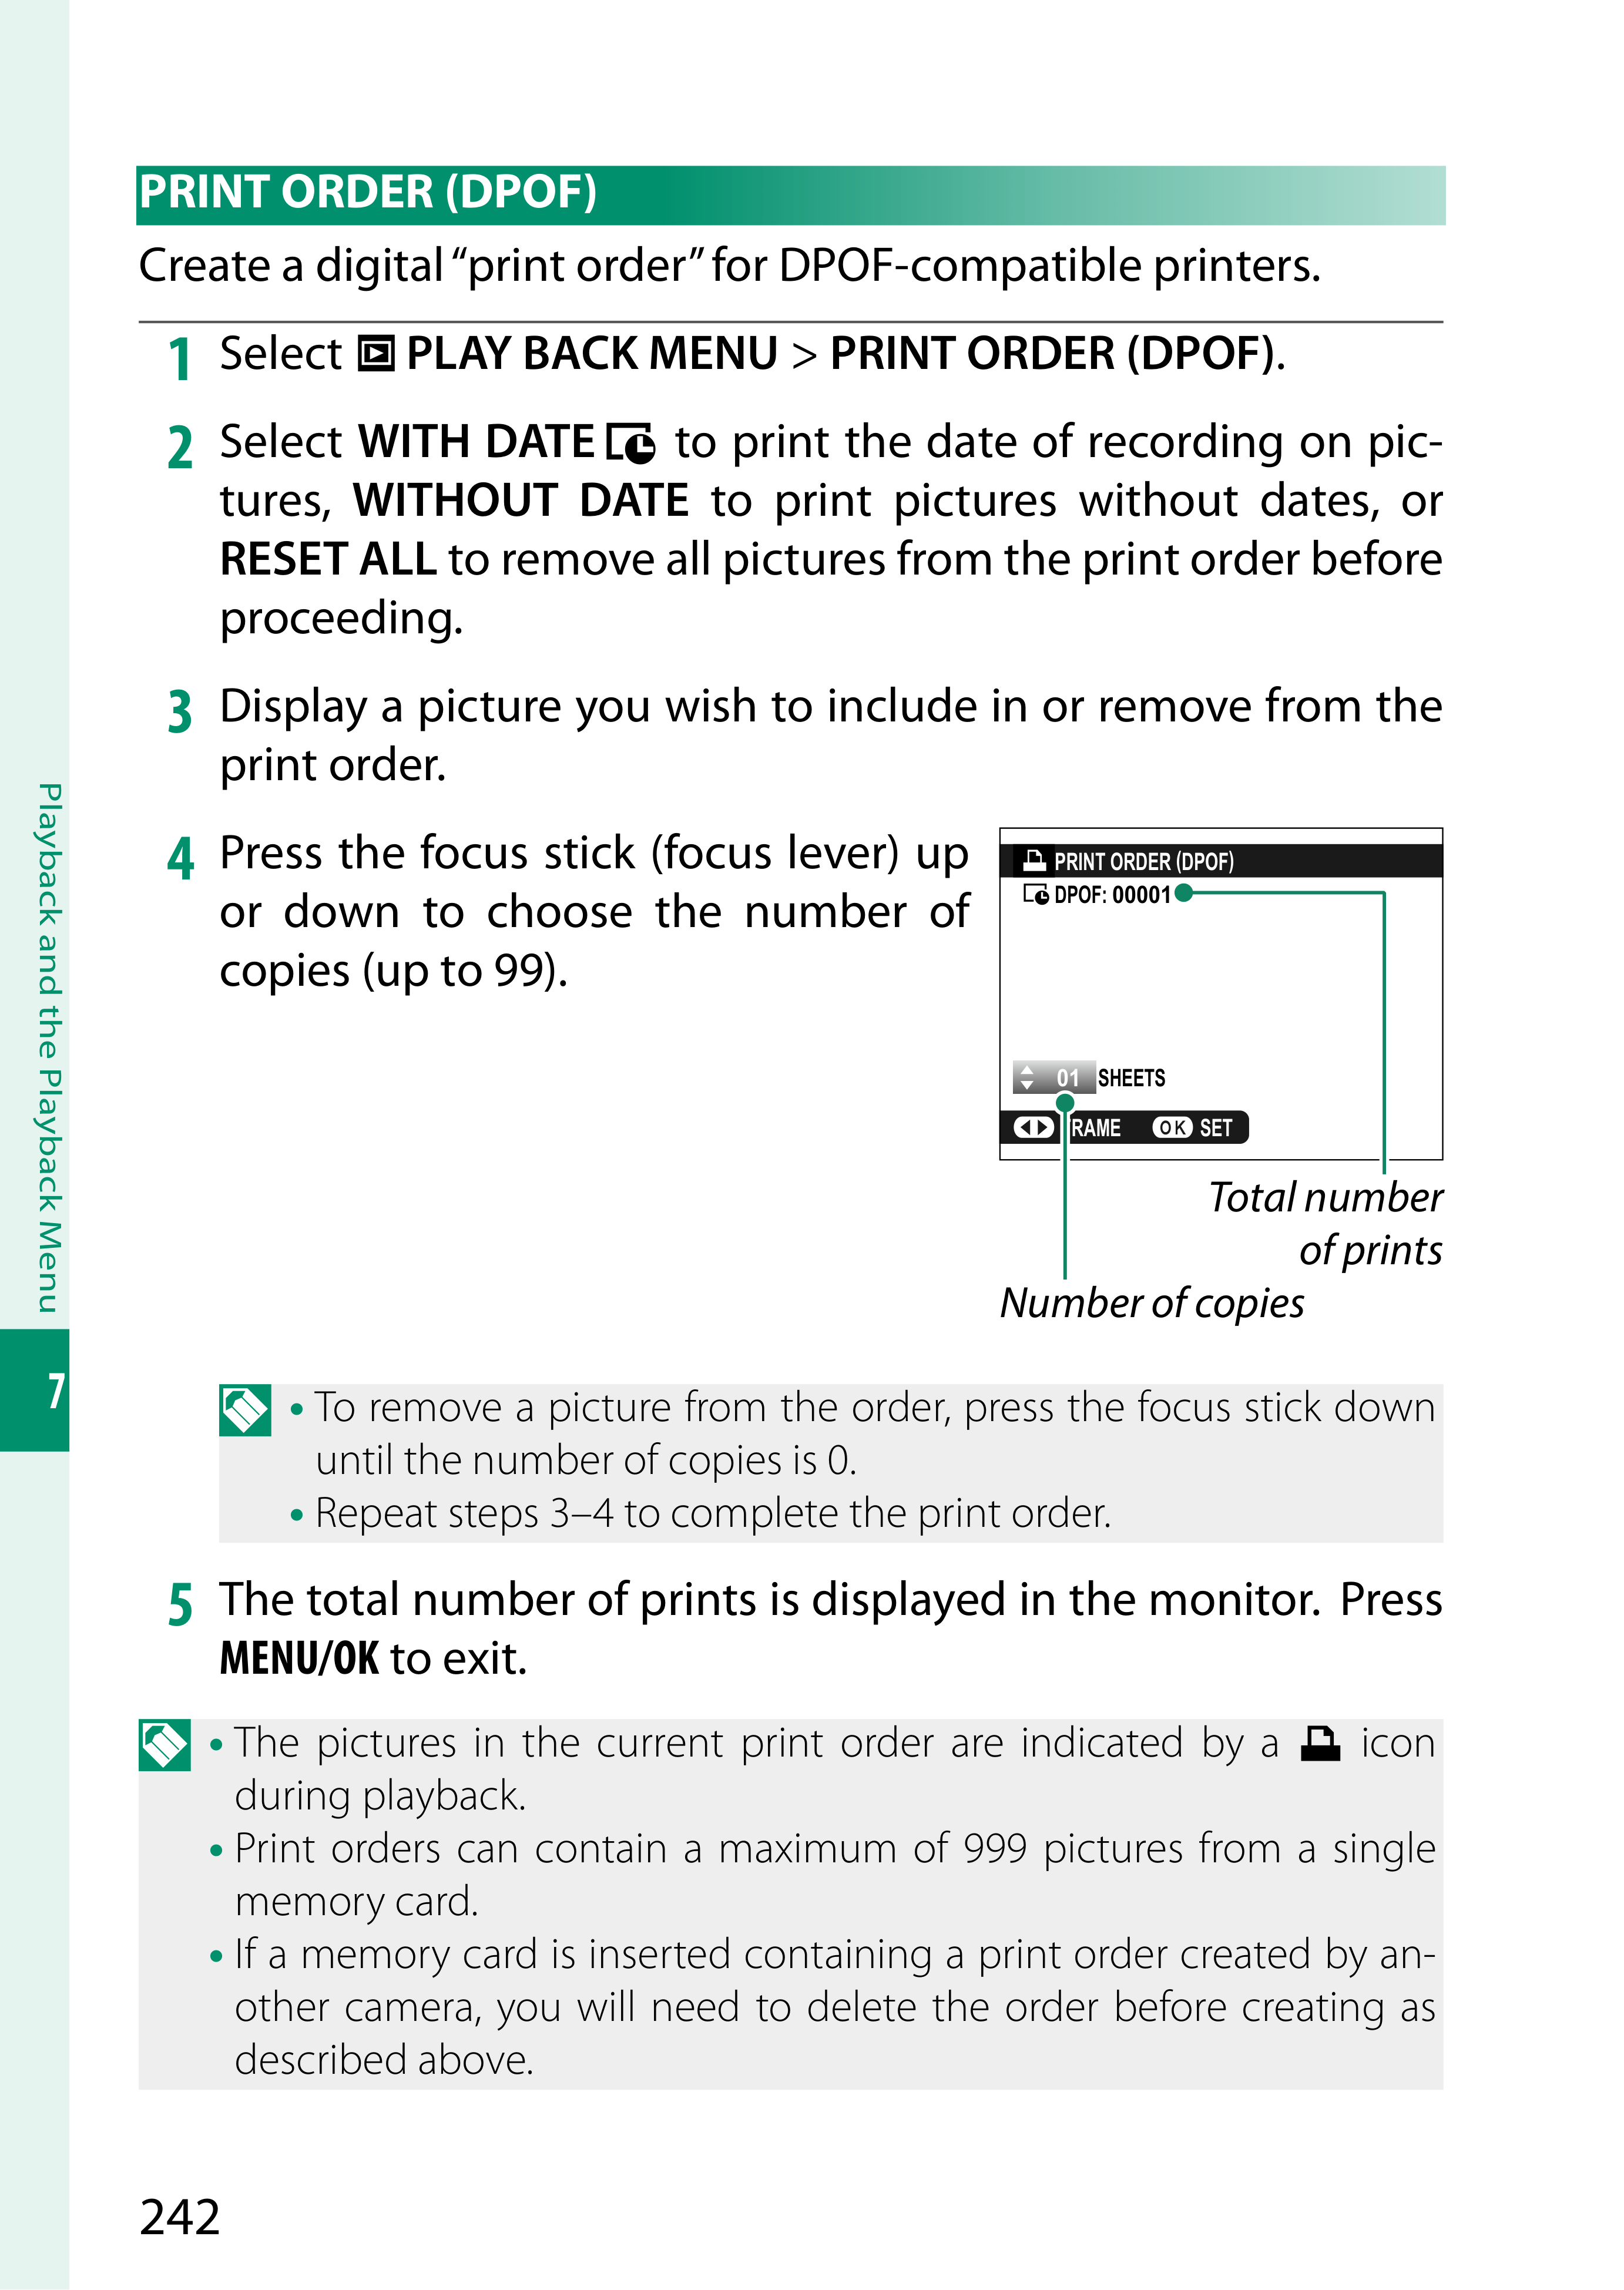 PRINT ORDER (DPOF)
Create a digital “print order” for DPOF-compatible printers.
1 Select PLAY BACK MENU > PRINT ORDER (DPOF).
2 Select WITH DATE to print the date of recording on pic-
tures, WITHOUT DATE to print pictures without dates, or
RESET ALL to remove all pictures from the print order before
proceeding.
3 Display a picture you wish to include in or remove from the
print order.
4 Press the focus stick (focus lever) up
or down to choose the number of
copies (up to 99).
PRINT ORDER (DPOF)
DPOF: 00001
01 SHEETS
RAME OK SET
Total number
of prints
Number of copies
• To remove a picture from the order, press the focus stick down
until the number of copies is 0.
• Repeat steps 3–4 to complete the print order.
5 The total number of prints is displayed in the monitor. Press
MENU/OK to exit.
• The pictures in the current print order are indicated by a icon
during playback.
• Print orders can contain a maximum of 999 pictures from a single
memory card.
• If a memory card is inserted containing a print order created by an-
other camera, you will need to delete the order before creating as
described above.
Playback and the Playback Menu
7
242